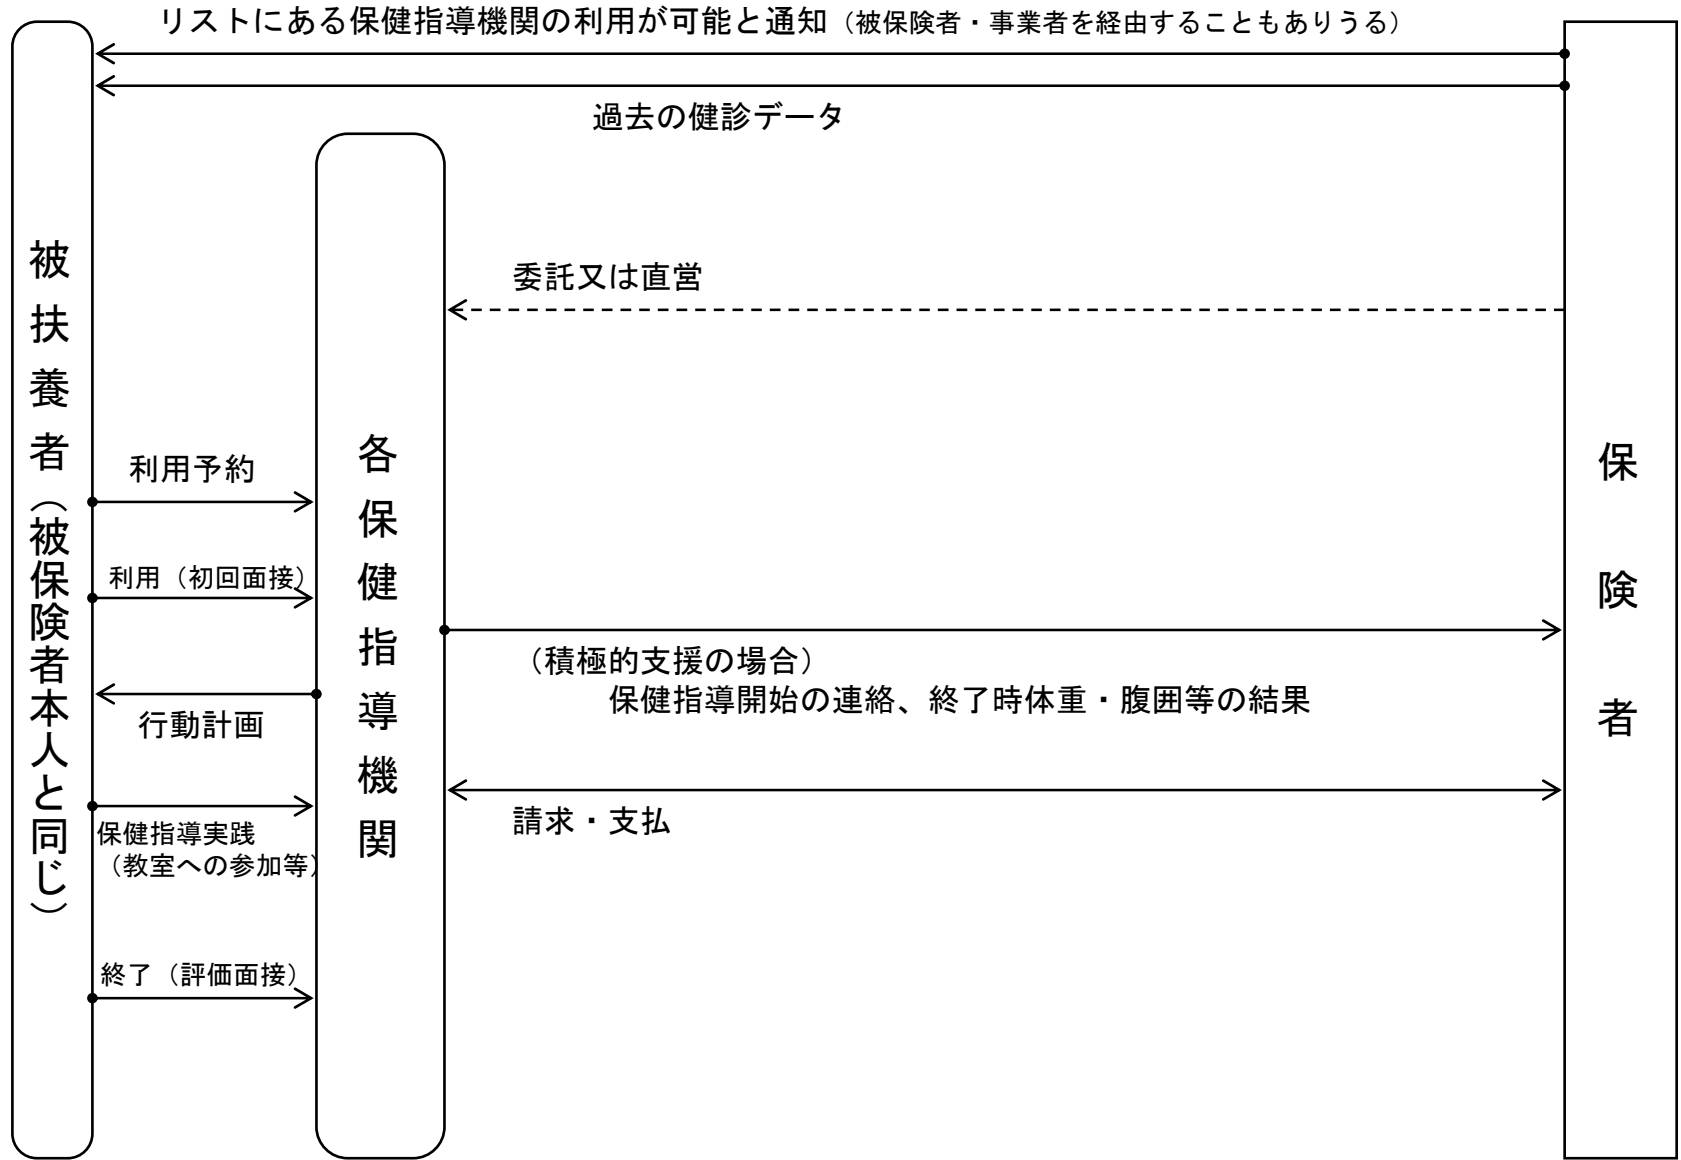 リストにある保健指導機関の利用が可能と通知（被保険者・事業者を経由することもありうる）
過去の健診データ
被扶養者（被保険者本人と同じ）
各保健指導機関
保険者
委託又は直営
利用予約
利用（初回面接）
（積極的支援の場合）
保健指導開始の連絡、終了時体重・腹囲等の結果
行動計画
請求・支払
保健指導実践
（教室への参加等）
終了（評価面接）